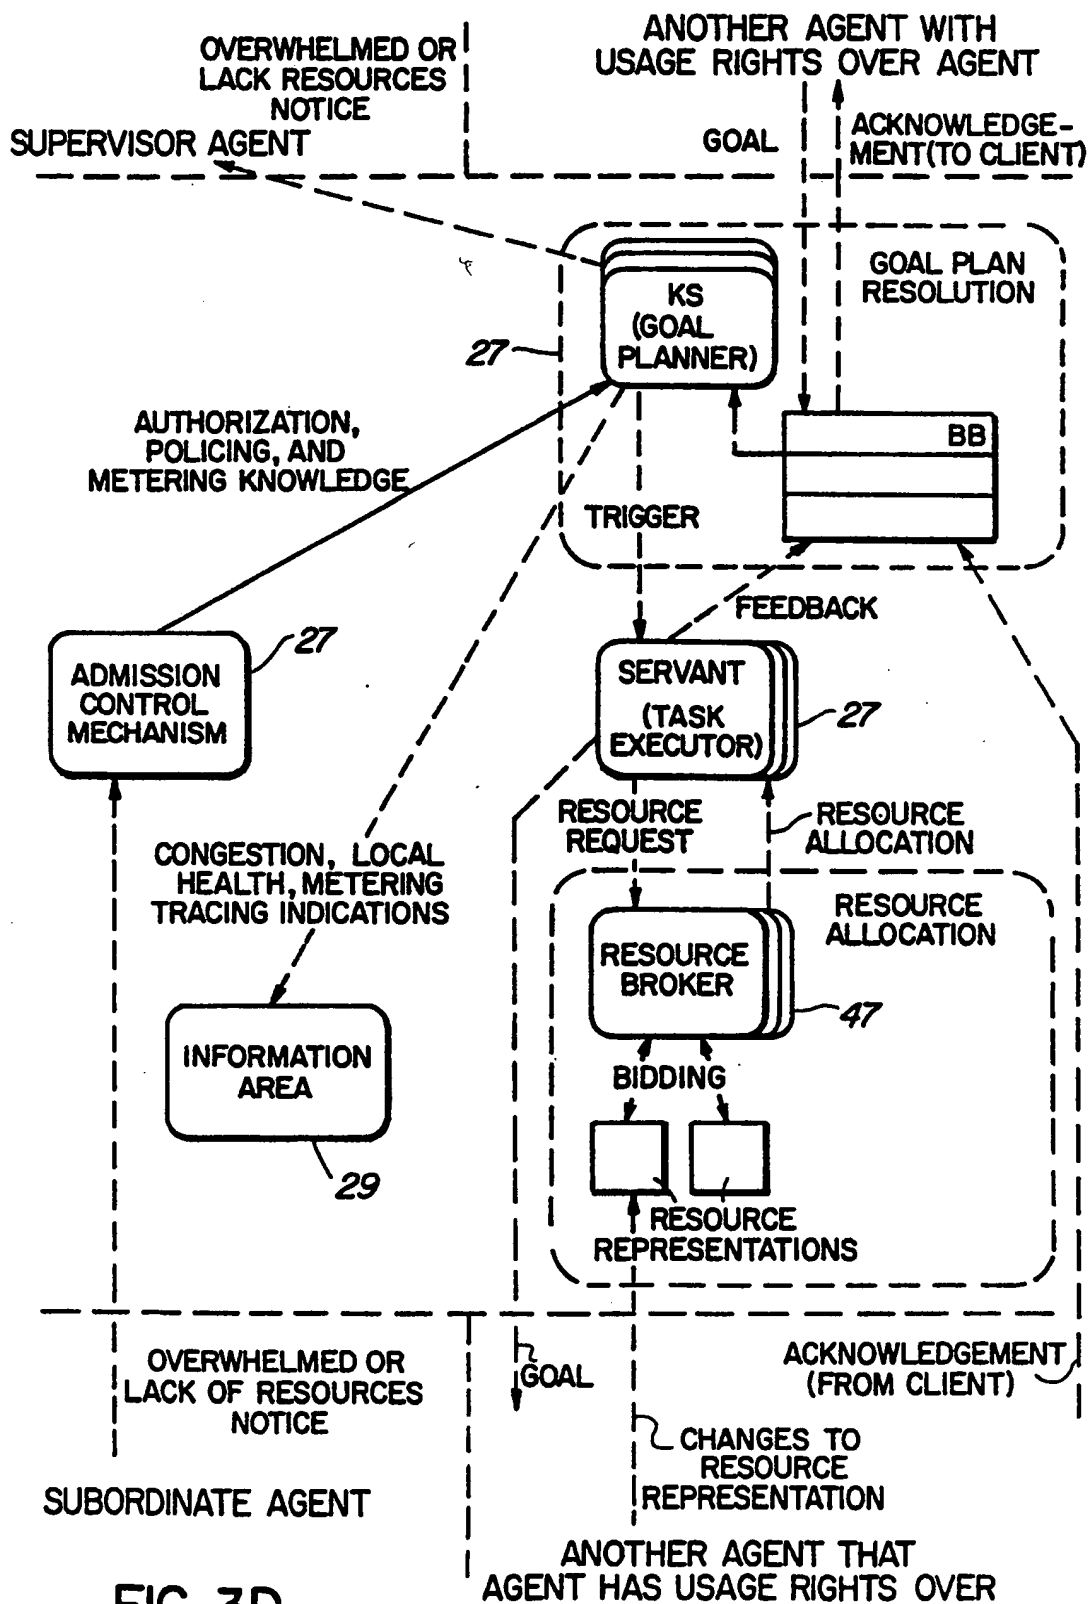 OVERWHELMED OR
LACK RESOURCES
NOTICE
SUPERVISOR AGENT
ANOTHER AGENT WITH
USAGE RIGHTS OVER AGENT
GOAL
ACKNOWLEDGE-
MENT(TO CLIENT)
GOAL PLAN
RESOLUTION
KS
(GOAL
PLANNER)
27
BB
AUTHORIZATION,
POLICING, AND
METERING KNOWLEDGE
TRIGGER
FEEDBACK
27
ADMISSION
CONTROL
MECHANISM
SERVANT
(TASK
EXECUTOR)
27
RESOURCE
REQUEST
RESOURCE
ALLOCATION
CONGESTION, LOCAL
HEALTH, METERING
TRACING INDICATIONS
RESOURCE
ALLOCATION
RESOURCE
BROKER
47
INFORMATION
AREA
29
BIDDING
RESOURCE
REPRESENTATIONS
OVERWHELMED OR
LACK OF RESOURCES
NOTICE
GOAL
ACKNOWLEDGEMENT
(FROM CLIENT)
CHANGES TO
RESOURCE
REPRESENTATION
SUBORDINATE AGENT
ANOTHER AGENT THAT
AGENT HAS USAGE RIGHTS OVER
FIG. 3D